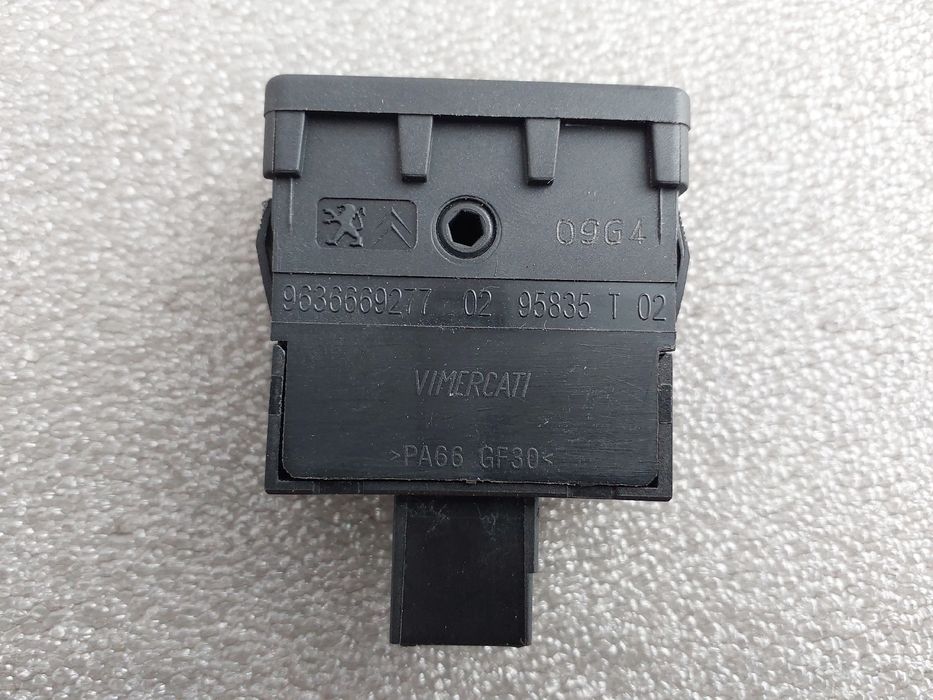 09G4
9636669277 02 95835 T 02
VIMERCATI
>PA66 GF30<